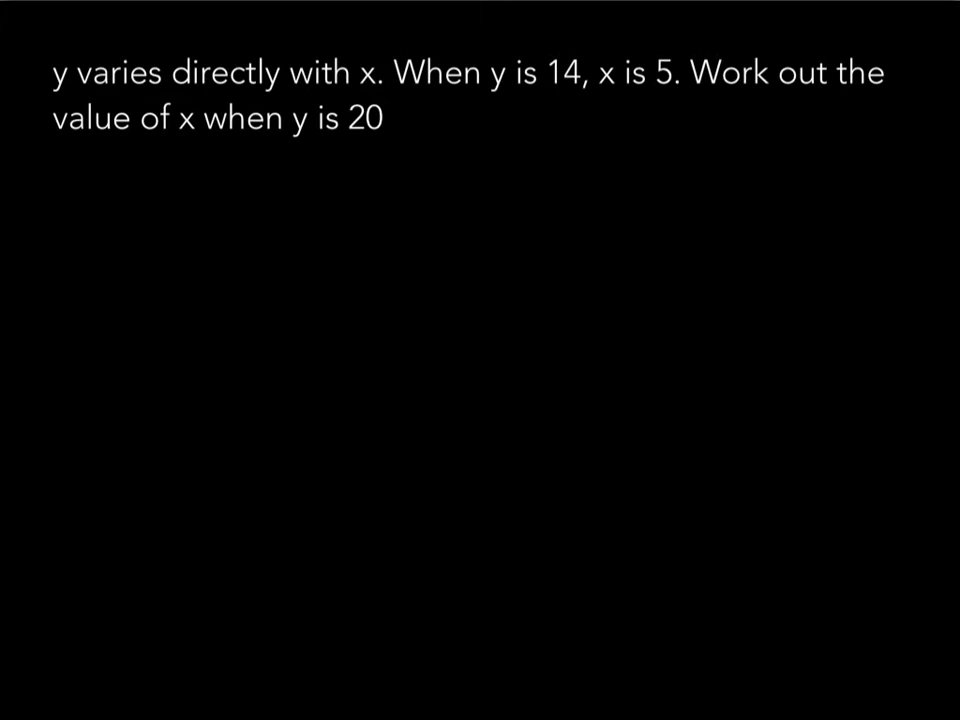 y varies directly with x. When y is 14, x is 5. Work out the
value of x when y is 20